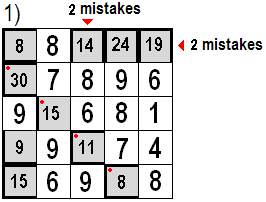 1)
2 mistakes
8 8 14 24 19
2 mistakes
30 7 8 9 6
9 15 6 8 1
9 9 11 7 4
15 6 9 8 8